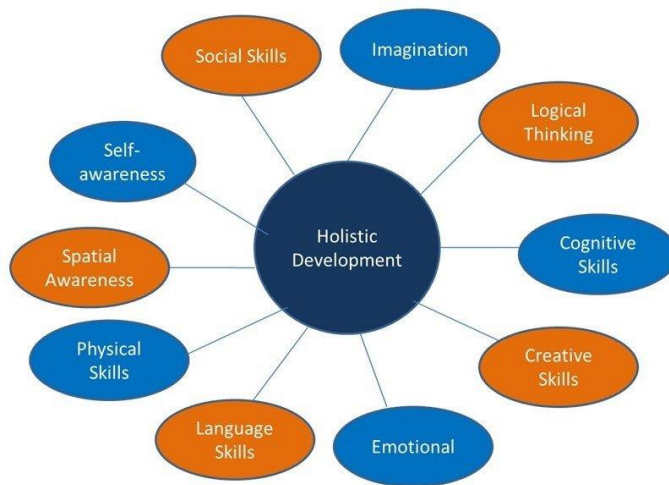 Social Skills
Imagination
Logical
Thinking
Self-
awareness
Holistic
Development
Cognitive
Skills
Spatial
Awareness
Physical
Skills
Creative
Skills
Language
Skills
Emotional